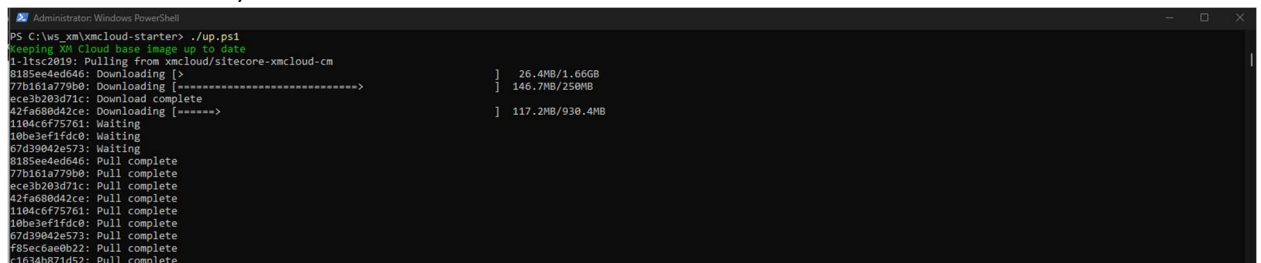 Administrator: Windows PowerShell
PS C:\ws_xm\xmcloud-starter> ./up.ps1
Keeping XM Cloud base image up to date
1-ltsc2019: Pulling from xmcloud/sitecore-xmcloud-cm
8185ee4ed646: Downloading [> ] 26.4MB/1.66GB
77b161a779b0: Downloading [=============================> ] 146.7MB/250MB
ece3b203d71c: Download complete
42fa680d42ce: Downloading [======> ] 117.2MB/930.4MB
1104c6f75761: Waiting
10be3ef1fdc0: Waiting
67d39042e573: Waiting
8185ee4ed646: Pull complete
77b161a779b0: Pull complete
ece3b203d71c: Pull complete
42fa680d42ce: Pull complete
1104c6f75761: Pull complete
10be3ef1fdc0: Pull complete
67d39042e573: Pull complete
f85ec6ae0b22: Pull complete
c1634b871d52: Pull complete